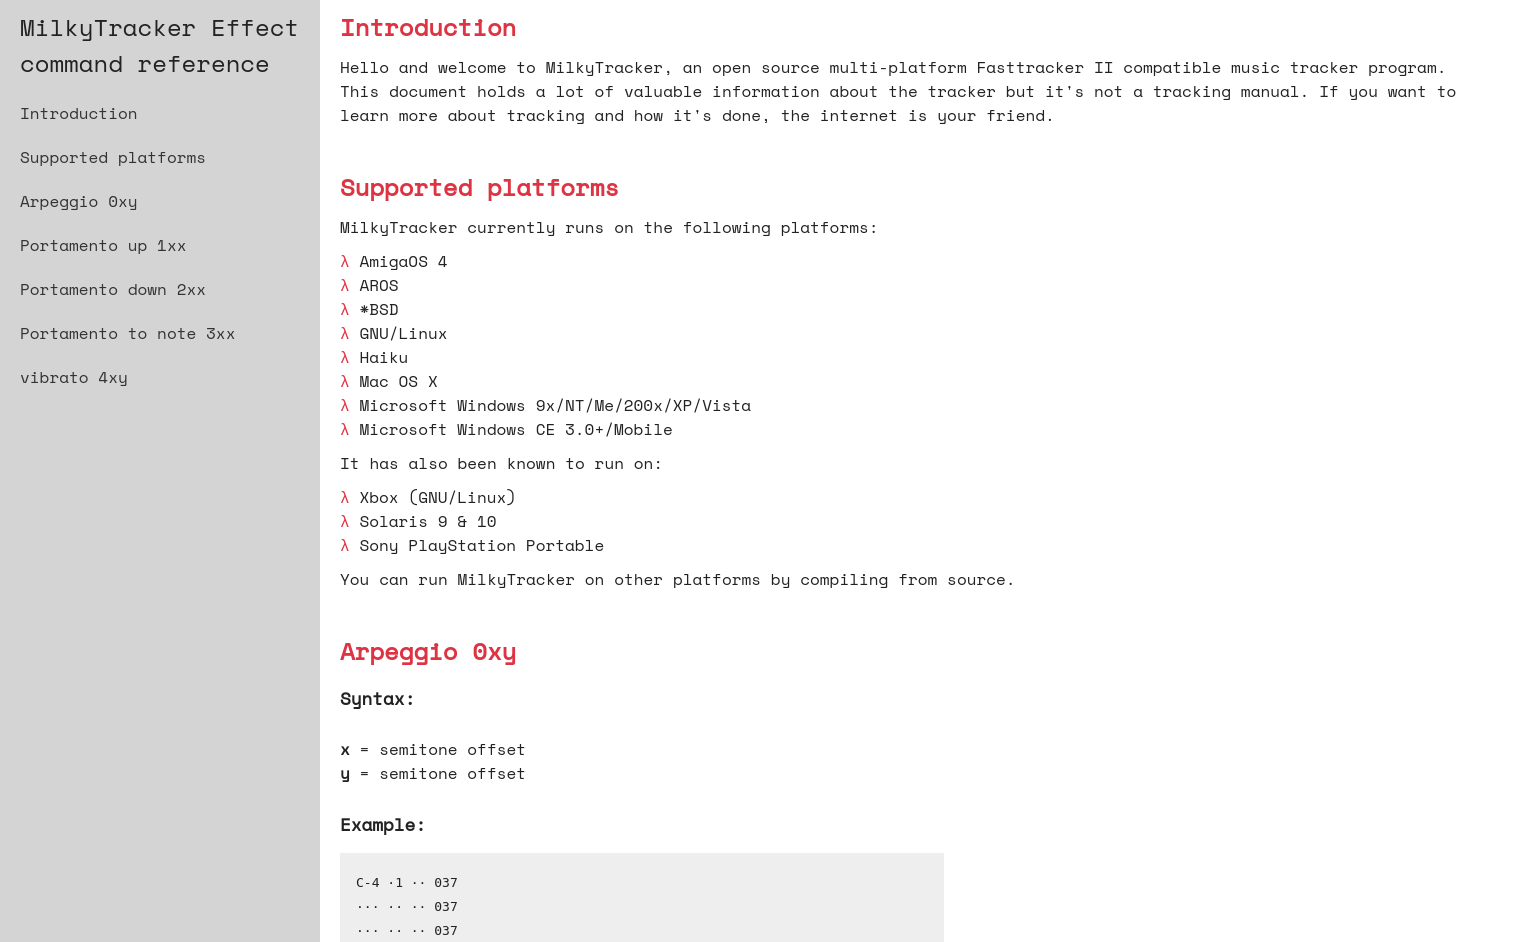 MilkyTracker Effect
command reference
Introduction
Supported platforms
Arpeggio 0xy
Portamento up 1xx
Portamento down 2xx
Portamento to note 3xx
vibrato 4xy
Introduction
Hello and welcome to MilkyTracker, an open source multi-platform Fasttracker II compatible music tracker program.
This document holds a lot of valuable information about the tracker but it's not a tracking manual. If you want to
learn more about tracking and how it's done, the internet is your friend.
Supported platforms
MilkyTracker currently runs on the following platforms:
λ AmigaOS 4
λ AROS
λ *BSD
λ GNU/Linux
λ Haiku
λ Mac OS X
λ Microsoft Windows 9x/NT/Me/200x/XP/Vista
λ Microsoft Windows CE 3.0+/Mobile
It has also been known to run on:
λ Xbox (GNU/Linux)
λ Solaris 9 & 10
λ Sony PlayStation Portable
You can run MilkyTracker on other platforms by compiling from source.
Arpeggio 0xy
Syntax:
x = semitone offset
y = semitone offset
Example:
C-4 ·1 ·· 037
··· ·· ·· 037
··· ·· ·· 037